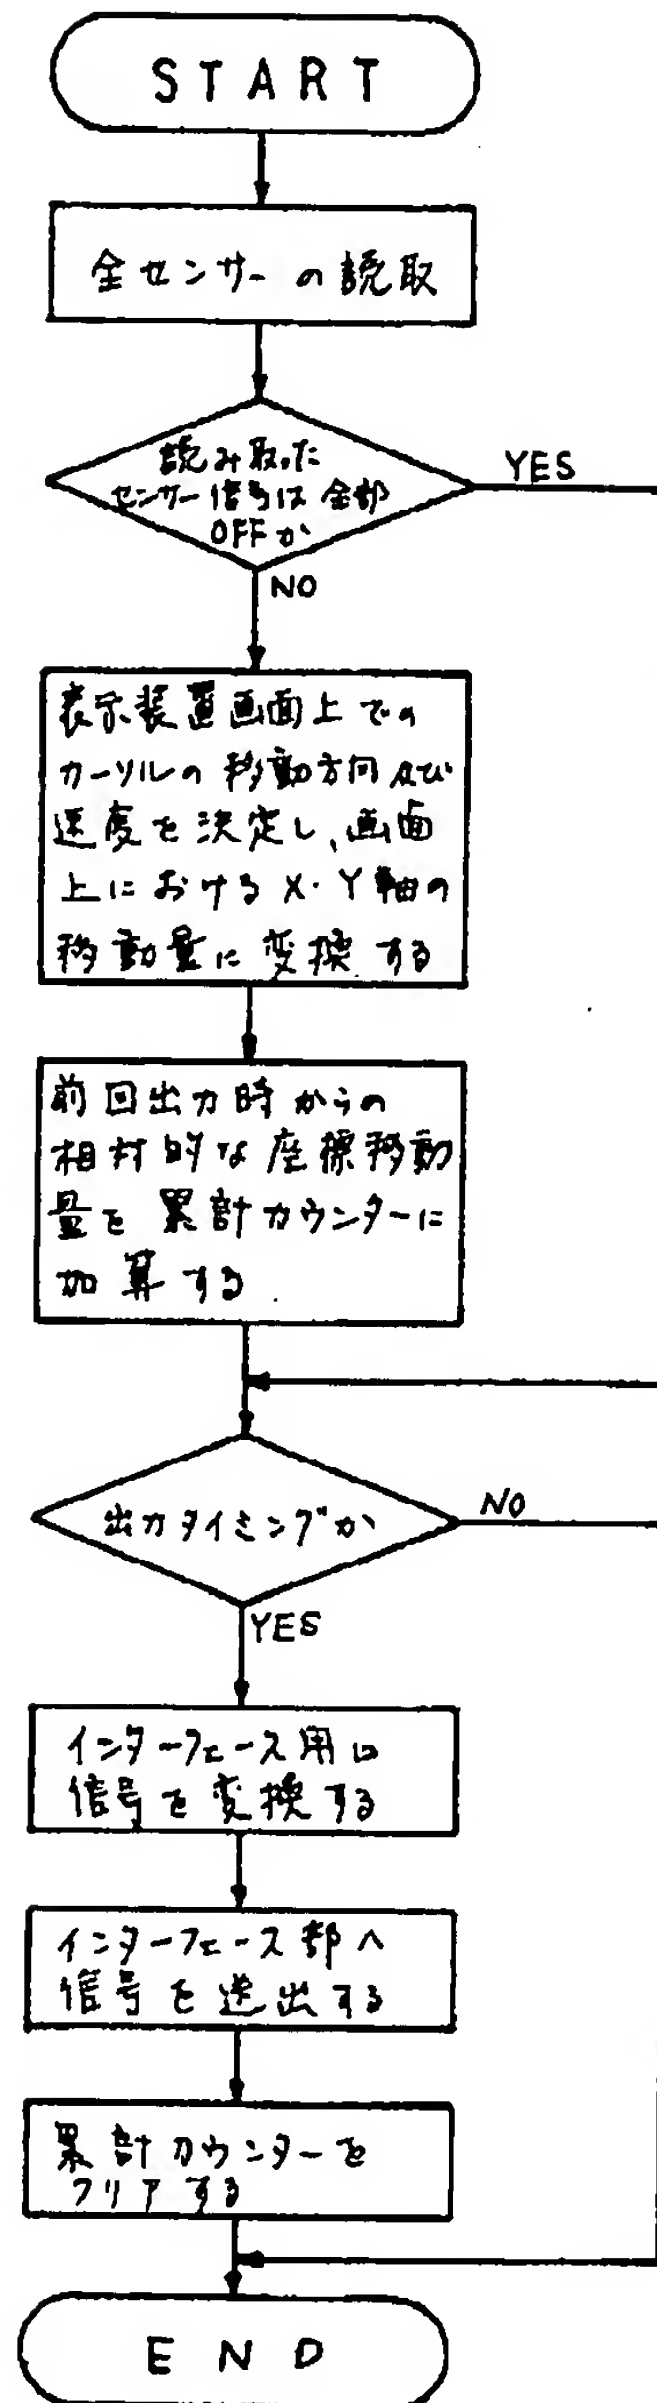 START
全センサーの読取
読み取った
センサー信号は全部
OFFか
YES
NO
表示装置画面上での
カーソルの移動方向及び
速度を決定し、画面
上におけるX・Y軸の
移動量に変換する
前回出力時からの
相対的な座標移動
量を累計カウンターに
加算する
出力タイミングか
NO
YES
インターフェース用に
信号を変換する
インターフェース部へ
信号を送出する
累計カウンターを
クリアする
END